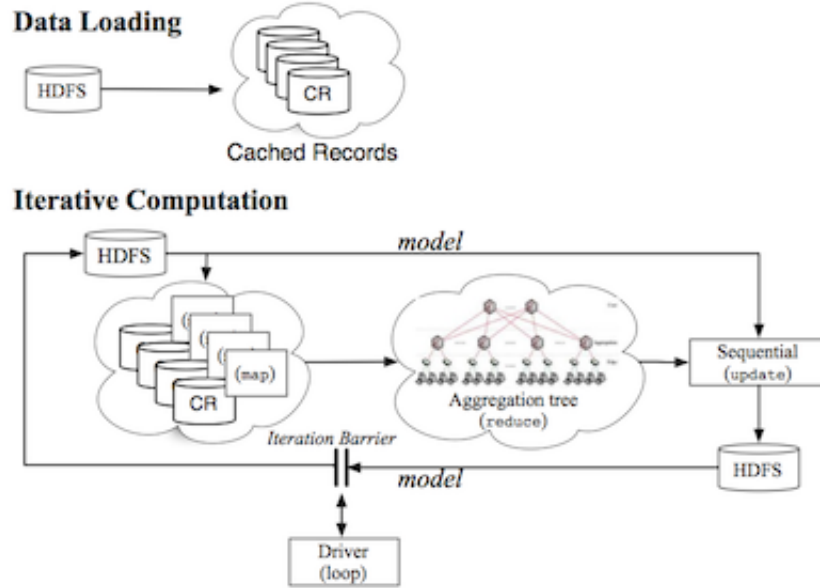 Data Loading
HDFS
CR
Cached Records
Iterative Computation
HDFS
model
(map)
CR
Aggregation tree
(reduce)
Sequential
(update)
Iteration Barrier
model
HDFS
Driver
(loop)